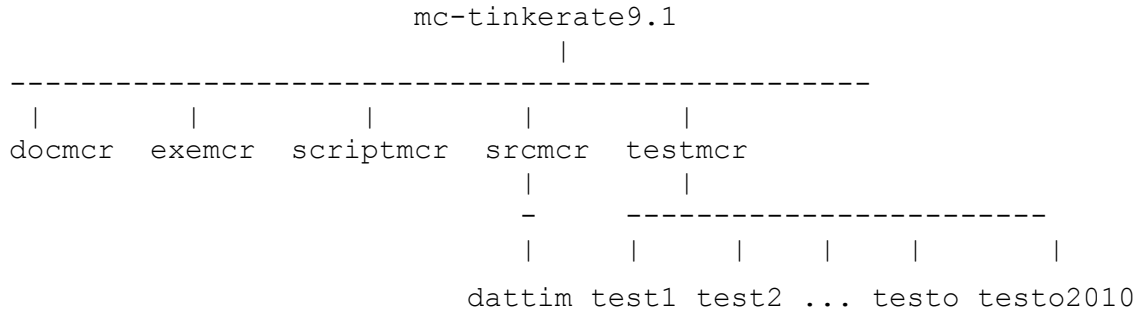 mc-tinkerate9.1
|
-------------------------------------------------
| | | | |
docmcr exemcr scriptmcr srcmcr testmcr
| |
- ------------------------
| | | | | |
dattim test1 test2 ... testo testo2010